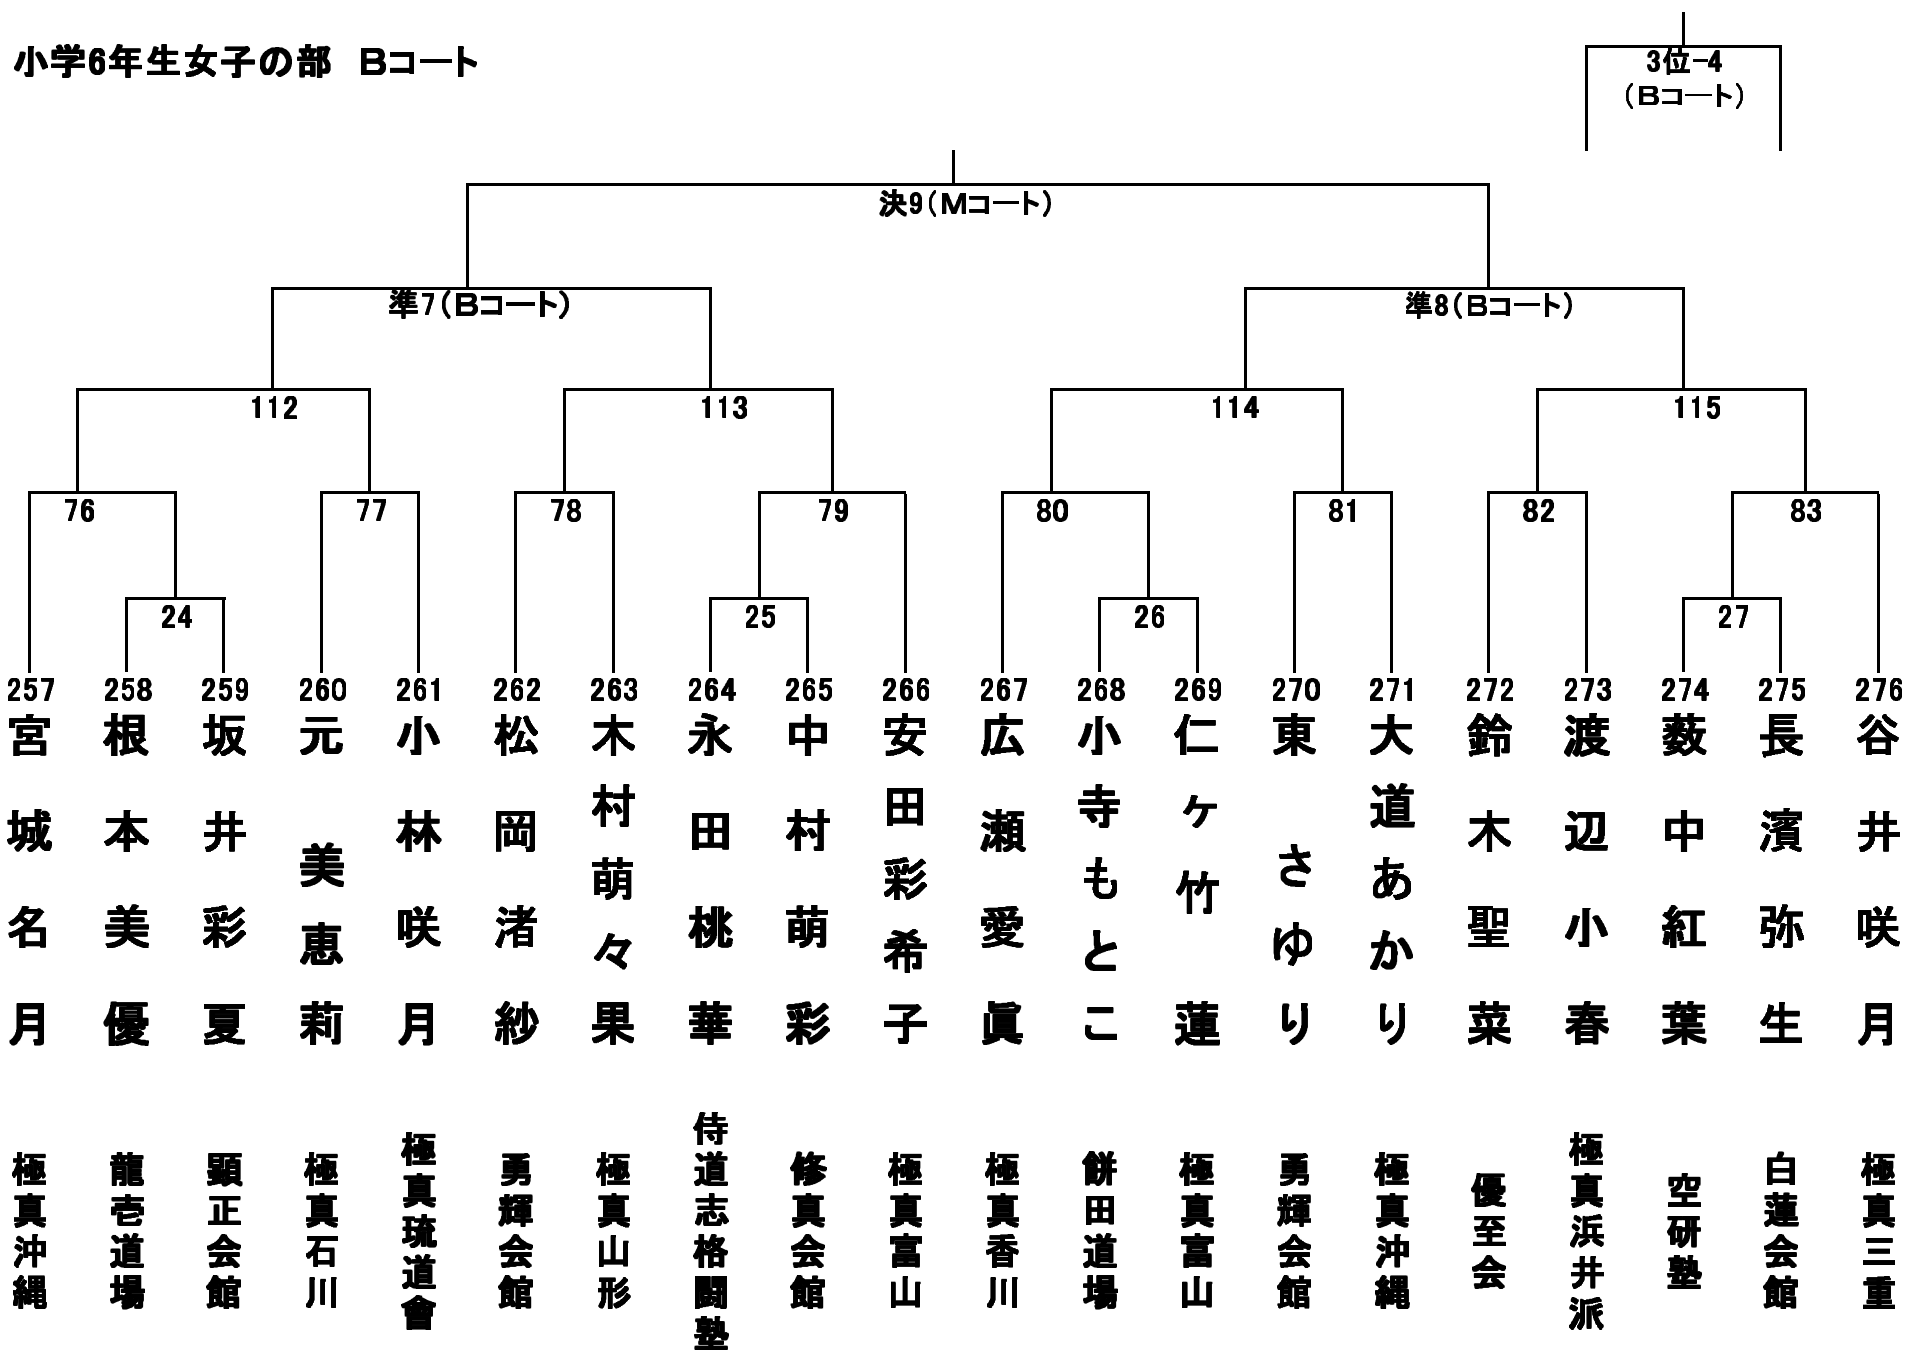 小学6年生女子の部　Bコート
3位-4
（Bコート）
決9（Mコート）
準7（Bコート）
準8（Bコート）
112
113
114
115
76
77
78
79
80
81
82
83
24
25
26
27
257
258
259
260
261
262
263
264
265
266
267
268
269
270
271
272
273
274
275
276
宮城名月
根本美優
坂井彩夏
元美恵莉
小林咲月
松岡渚紗
木村萌々果
永田桃華
中村萌彩
安田彩希子
広瀬愛眞
小寺もとこ
仁ヶ竹蓮
東さゆり
大道あかり
鈴木聖菜
渡辺小春
薮中紅葉
長濱弥生
谷井咲月
極真沖縄
龍壱道場
顕正会館
極真石川
極真琉道會
勇輝会館
極真山形
侍道志格闘塾
修真会館
極真富山
極真香川
餅田道場
極真富山
勇輝会館
極真沖縄
優至会
極真浜井派
空研塾
白蓮会館
極真三重